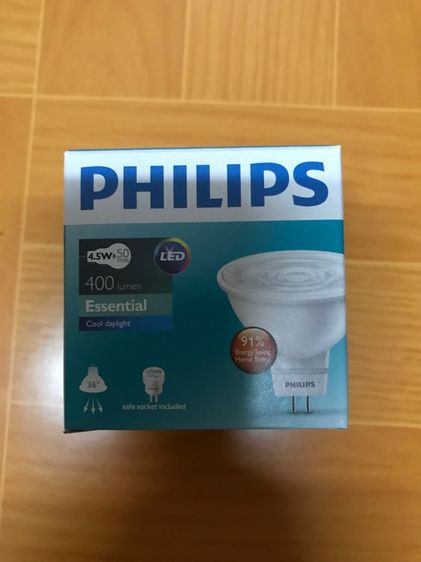 PHILIPS
4.5W▸50
Watt
LED
400 lumen
Essential
Cool daylight
91%
Energy Saving
Hemat Energi
PHILIPS
36°
safe socket included